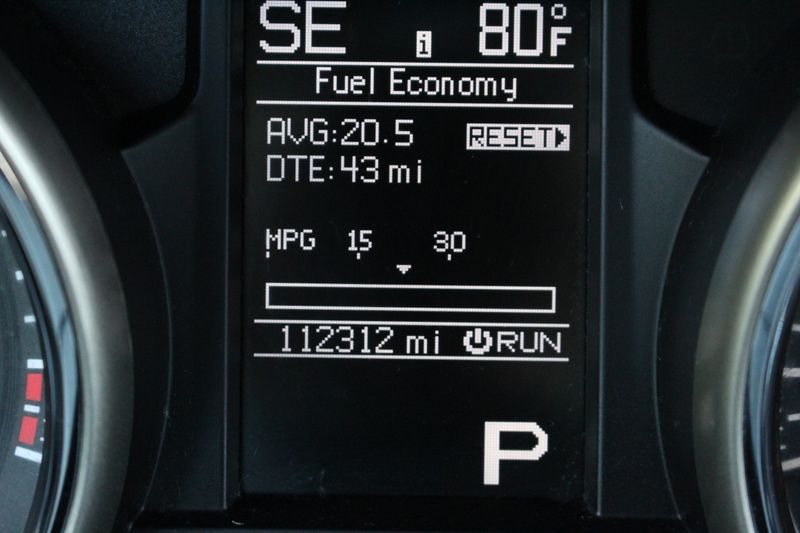 SE i 80°F
Fuel Economy
AVG:20.5 RESET
DTE:43 mi
MPG 15 30
112312 mi RUN
P